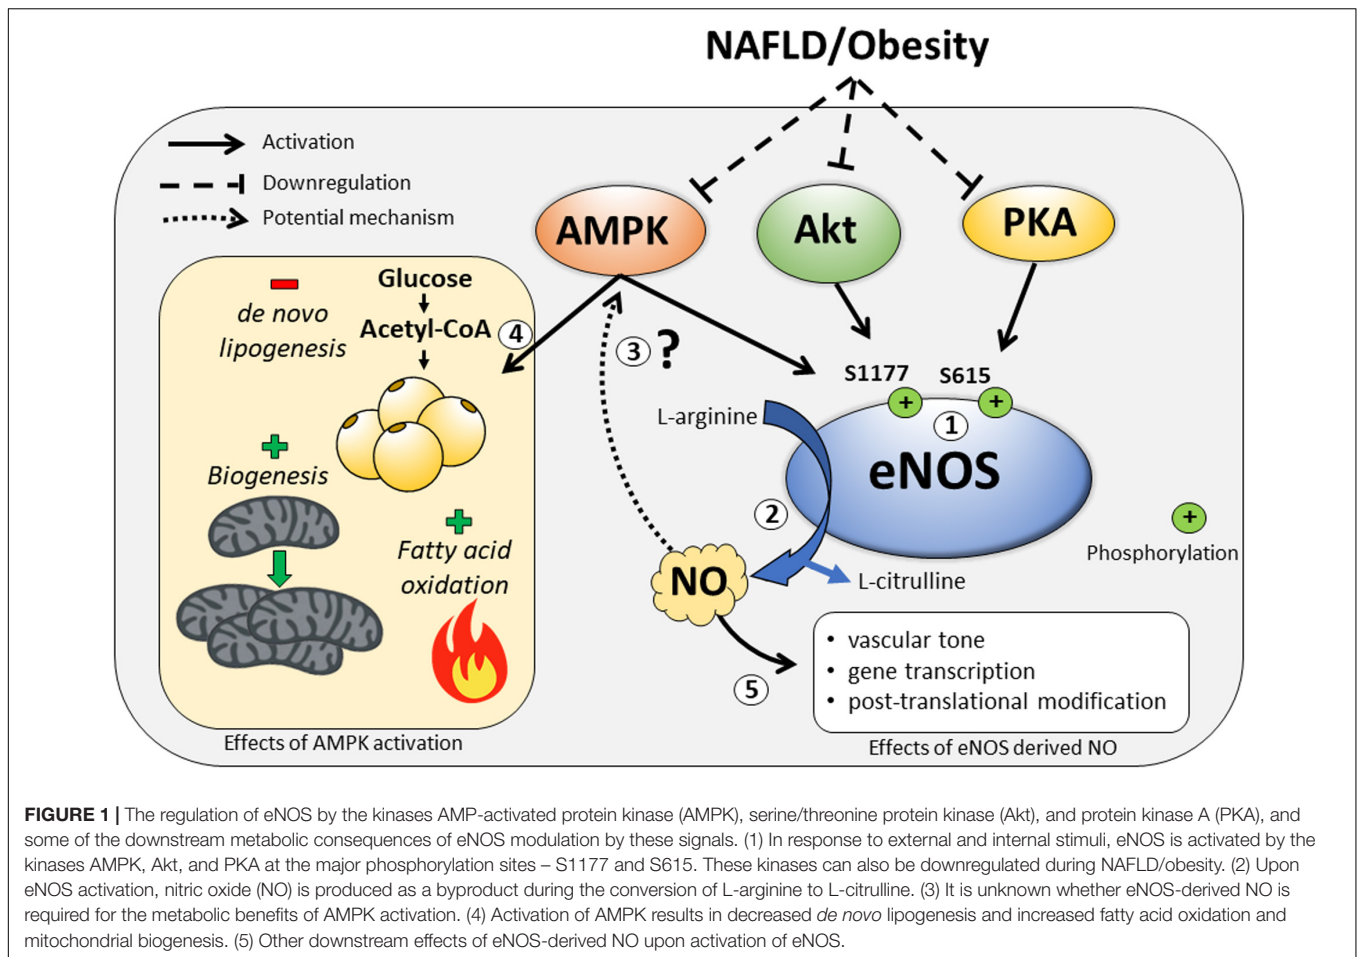 NAFLD/Obesity
Activation
Downregulation
Potential mechanism
AMPK
Akt
PKA
Glucose
de novo
lipogenesis
Acetyl-CoA
4
3 ?
S1177
S615
+
+
1
L-arginine
eNOS
+
Biogenesis
2
+
Phosphorylation
+
Fatty acid
oxidation
NO
L-citrulline
5
• vascular tone
• gene transcription
• post-translational modification
Effects of AMPK activation
Effects of eNOS derived NO
FIGURE 1 | The regulation of eNOS by the kinases AMP-activated protein kinase (AMPK), serine/threonine protein kinase (Akt), and protein kinase A (PKA), and
some of the downstream metabolic consequences of eNOS modulation by these signals. (1) In response to external and internal stimuli, eNOS is activated by the
kinases AMPK, Akt, and PKA at the major phosphorylation sites – S1177 and S615. These kinases can also be downregulated during NAFLD/obesity. (2) Upon
eNOS activation, nitric oxide (NO) is produced as a byproduct during the conversion of L-arginine to L-citrulline. (3) It is unknown whether eNOS-derived NO is
required for the metabolic benefits of AMPK activation. (4) Activation of AMPK results in decreased de novo lipogenesis and increased fatty acid oxidation and
mitochondrial biogenesis. (5) Other downstream effects of eNOS-derived NO upon activation of eNOS.